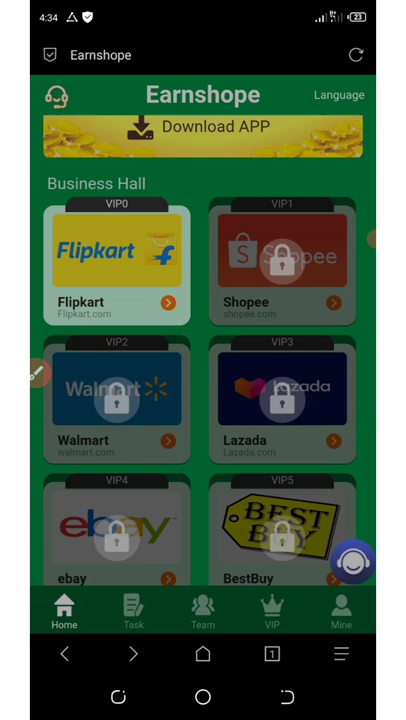 4:34
23
Earnshope
Earnshope
Language
Download APP
Business Hall
VIP0
VIP1
Flipkart
Shopee
Flipkart
Shopee
Flipkart.com
shopee.com
VIP2
VIP3
Walmart
lazada
Walmart
Lazada
walmart.com
Lazada.com
VIP4
VIP5
ebay
BEST
BUY
ebay
BestBuy
Home
Task
Team
VIP
Mine
1